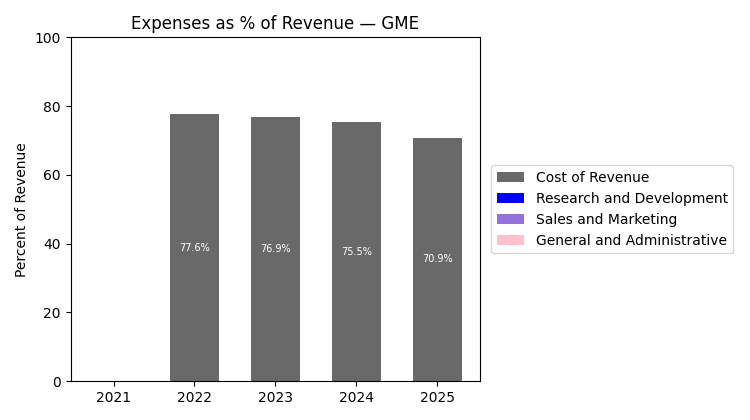 Expenses as % of Revenue — GME
Percent of Revenue
100
80
60
40
20
0
77.6%
76.9%
75.5%
70.9%
2021 2022 2023 2024 2025
Cost of Revenue
Research and Development
Sales and Marketing
General and Administrative